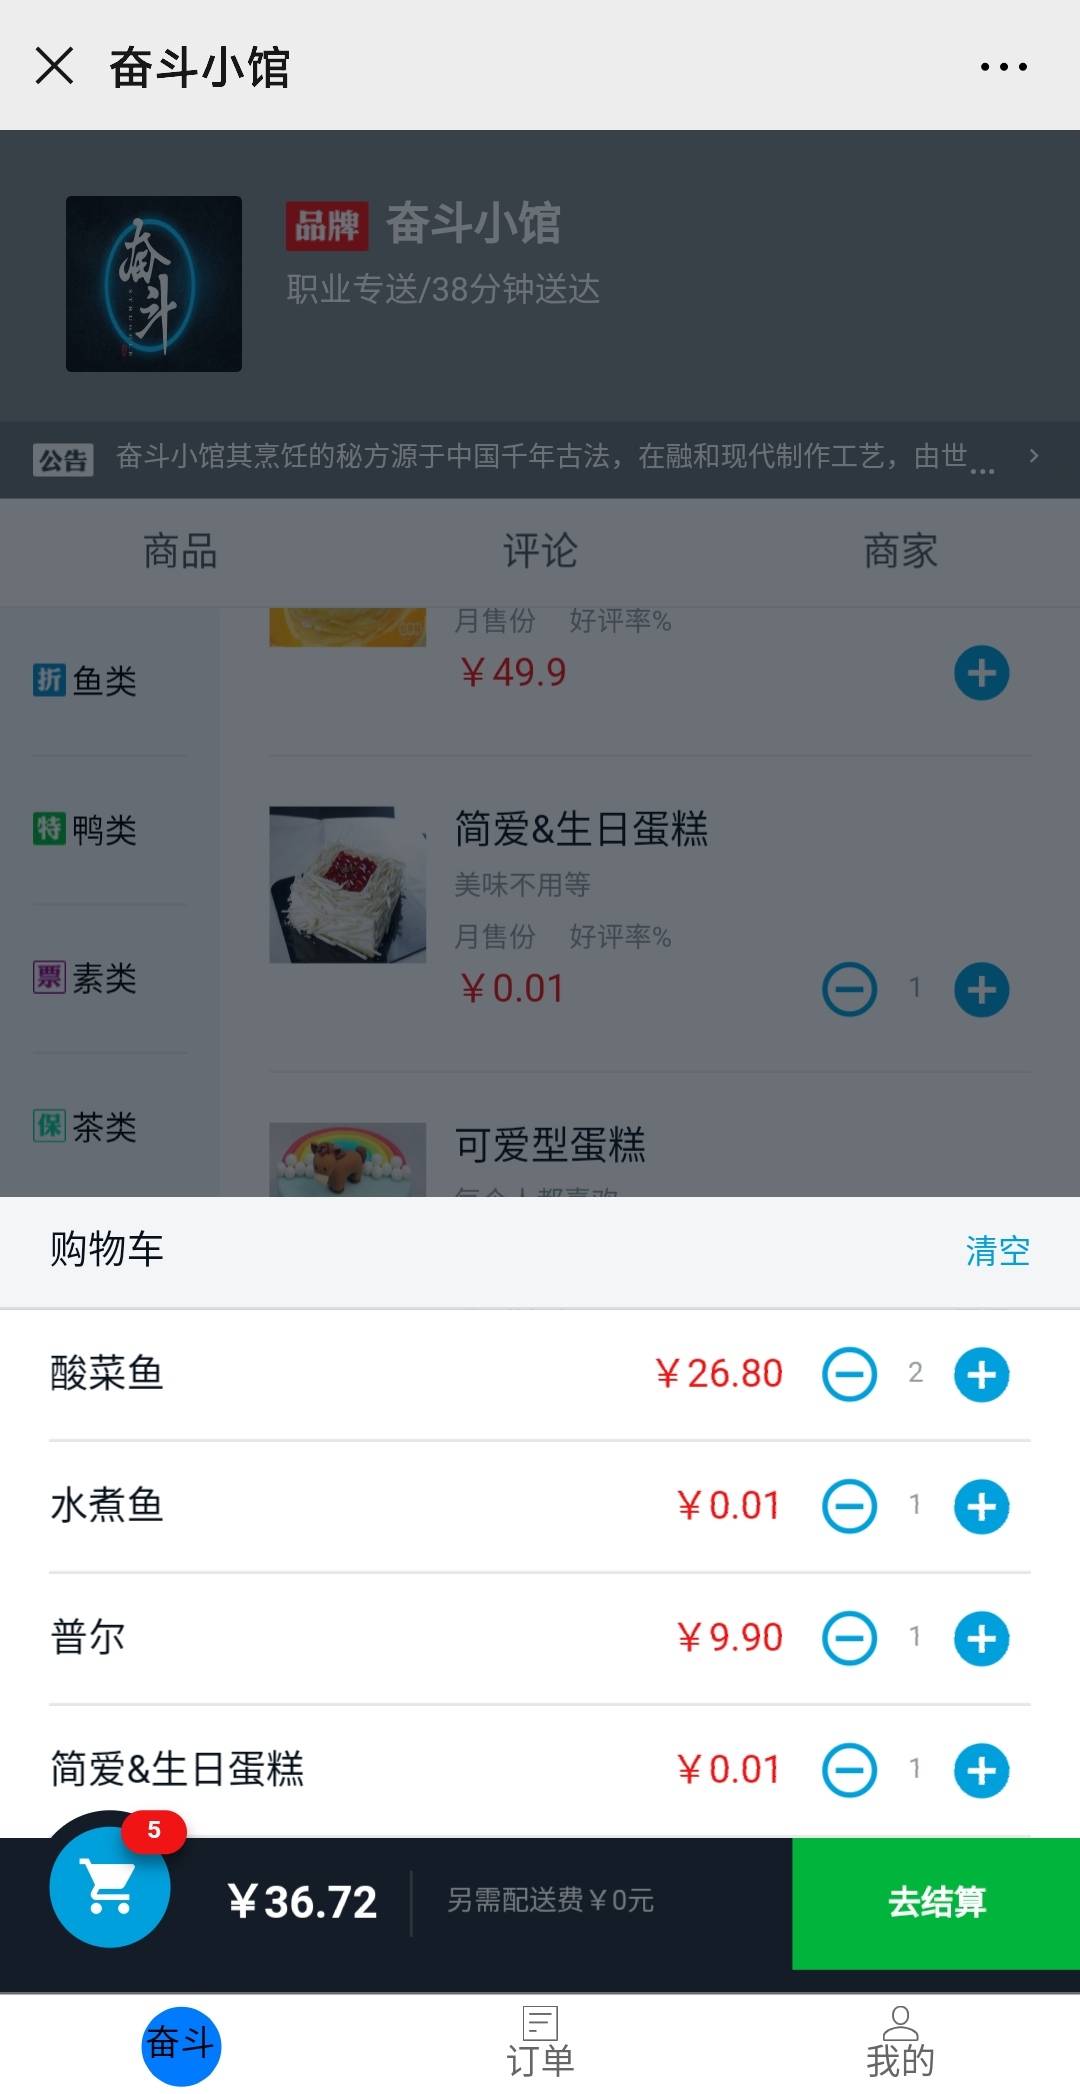 奋斗小馆
奋斗
品牌 奋斗小馆
职业专送/38分钟送达
公告 奋斗小馆其烹饪的秘方源于中国千年古法，在融和现代制作工艺，由世...
商品 评论 商家
月售份 好评率%
￥49.9
折 鱼类
特 鸭类
票 素类
保 茶类
简爱&生日蛋糕
美味不用等
月售份 好评率%
￥0.01 1
可爱型蛋糕
购物车 清空
酸菜鱼 ￥26.80 2
水煮鱼 ￥0.01 1
普尔 ￥9.90 1
简爱&生日蛋糕 ￥0.01 1
5
￥36.72 另需配送费￥0元 去结算
奋斗 订单 我的